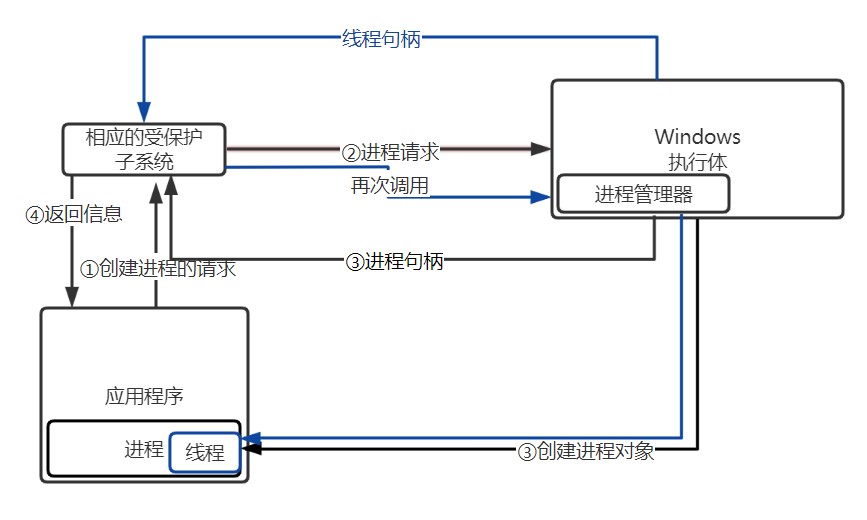 线程句柄
相应的受保护
子系统
②进程请求
再次调用
Windows
执行体
进程管理器
④返回信息
①创建进程的请求
③进程句柄
应用程序
进程
线程
③创建进程对象